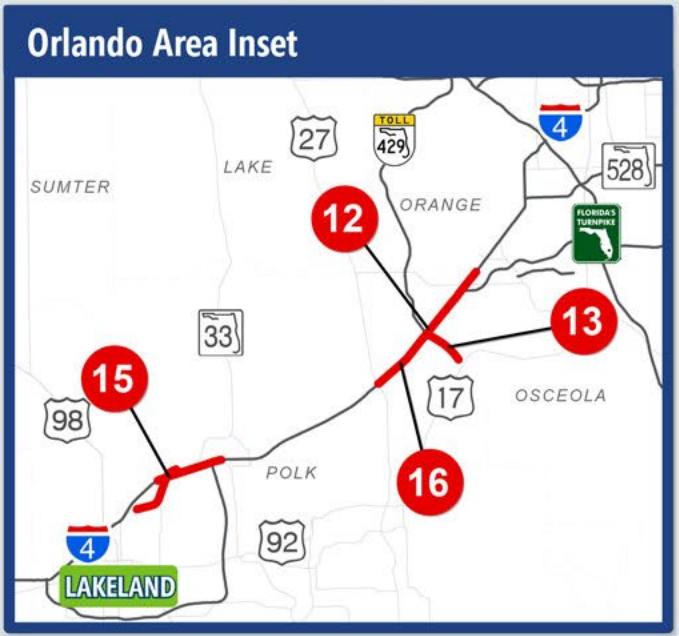 Orlando Area Inset
TOLL
429
4
27
528
LAKE
SUMTER
ORANGE
12
FLORIDA'S
TURNPIKE
33
13
15
17
OSCEOLA
98
POLK
16
92
4
LAKELAND